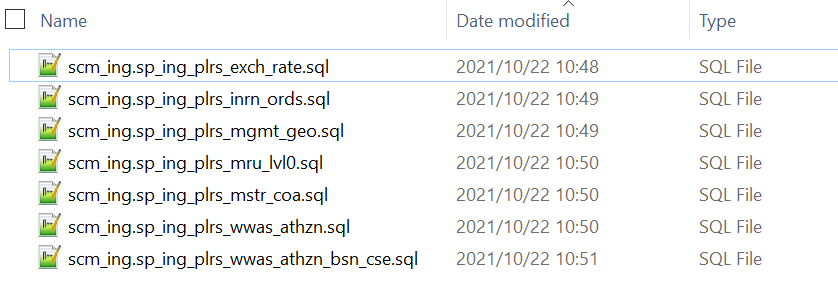 Name Date modified Type
scm_ing.sp_ing_plrs_exch_rate.sql 2021/10/22 10:48 SQL File
scm_ing.sp_ing_plrs_inrn_ords.sql 2021/10/22 10:49 SQL File
scm_ing.sp_ing_plrs_mgmt_geo.sql 2021/10/22 10:49 SQL File
scm_ing.sp_ing_plrs_mru_lvl0.sql 2021/10/22 10:50 SQL File
scm_ing.sp_ing_plrs_mstr_coa.sql 2021/10/22 10:50 SQL File
scm_ing.sp_ing_plrs_wwas_athzn.sql 2021/10/22 10:50 SQL File
scm_ing.sp_ing_plrs_wwas_athzn_bsn_cse.sql 2021/10/22 10:51 SQL File